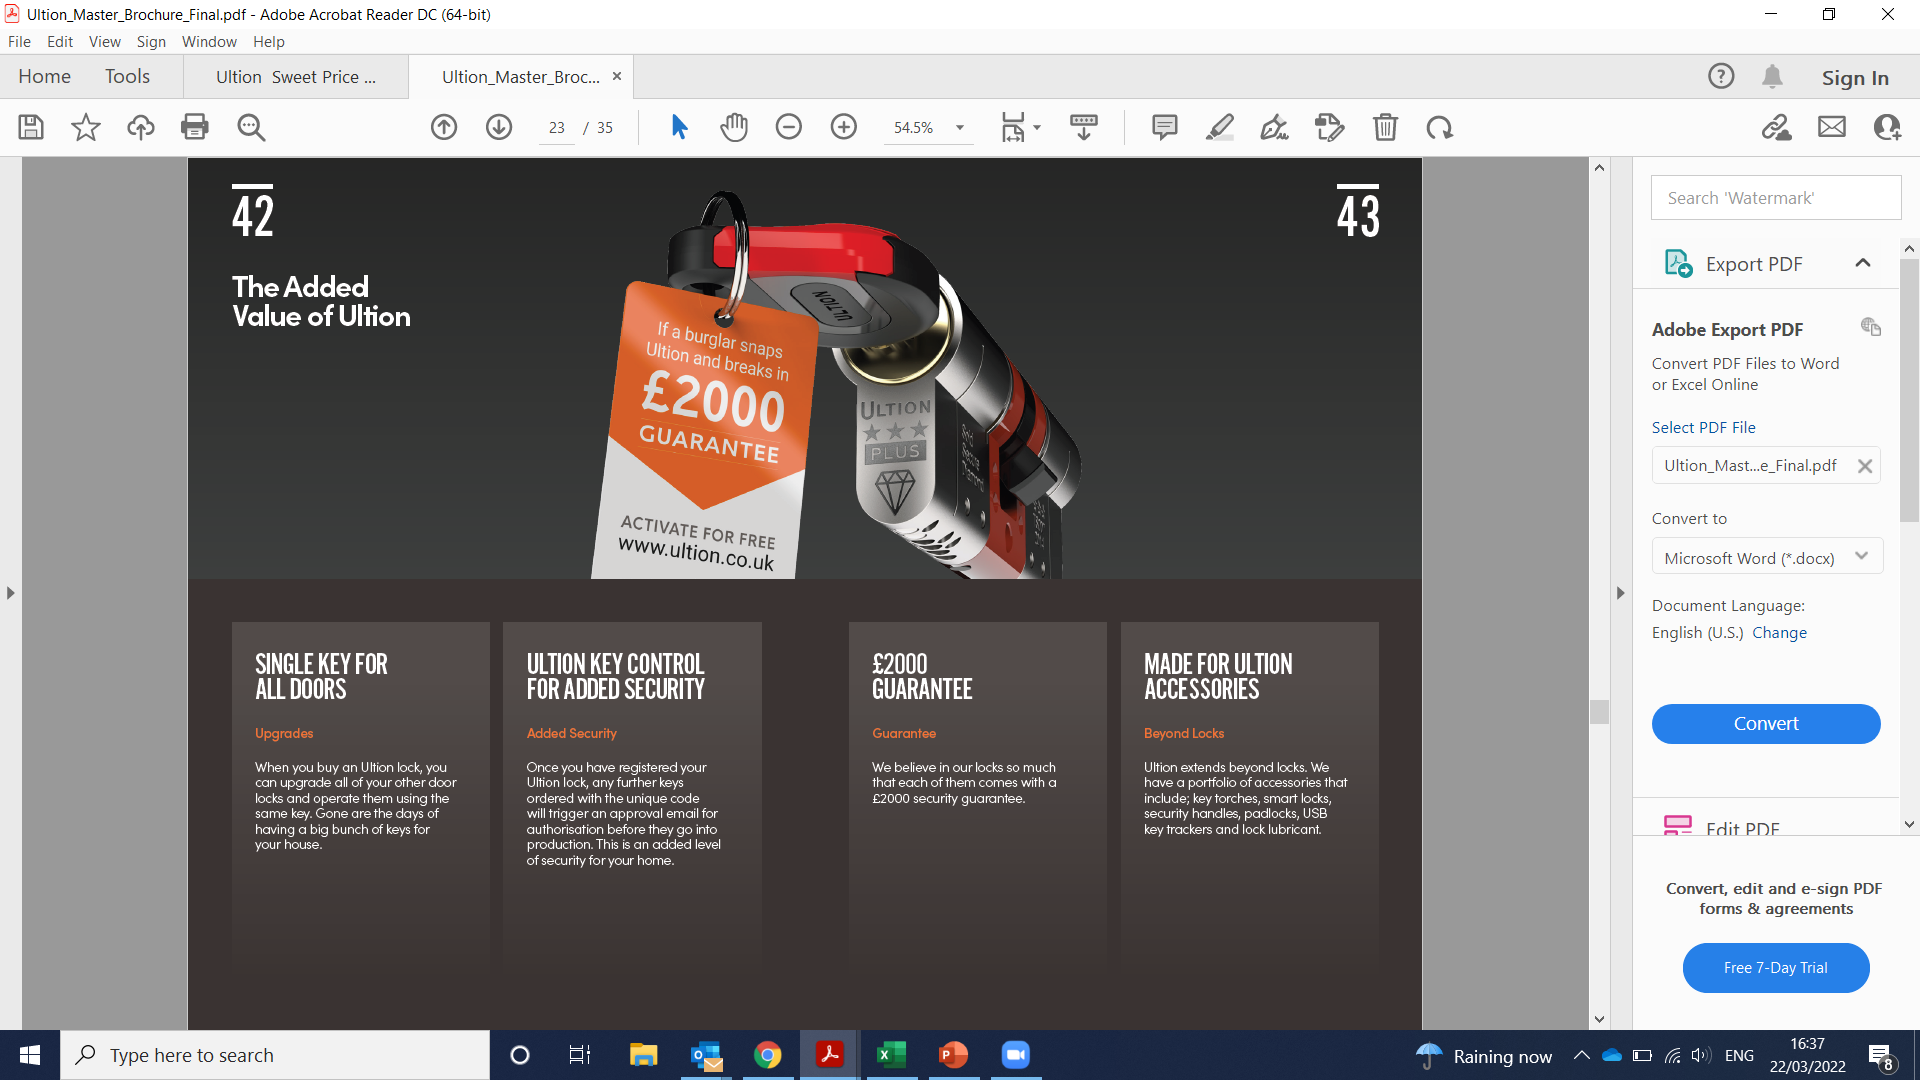 Ultion_Master_Brochure_Final.pdf - Adobe Acrobat Reader DC (64-bit)
File Edit View Sign Window Help
Home Tools Ultion Sweet Price ... Ultion_Master_Broc... Sign In
23 / 35 54.5%
42
43
The Added
Value of Ultion
ULTION
If a burglar snaps
Ultion and breaks in
£2000
GUARANTEE
ACTIVATE FOR FREE
www.ultion.co.uk
ULTION
PLUS
Sold
Secure
Diamond
SINGLE KEY FOR
ALL DOORS
Upgrades
When you buy an Ultion lock, you
can upgrade all of your other door
locks and operate them using the
same key. Gone are the days of
having a big bunch of keys for
your house.
ULTION KEY CONTROL
FOR ADDED SECURITY
Added Security
Once you have registered your
Ultion lock, any further keys
ordered with the unique code
will trigger an approval email for
authorisation before they go into
production. This is an added level
of security for your home.
£2000
GUARANTEE
Guarantee
We believe in our locks so much
that each of them comes with a
£2000 security guarantee.
MADE FOR ULTION
ACCESSORIES
Beyond Locks
Ultion extends beyond locks. We
have a portfolio of accessories that
include; key torches, smart locks,
security handles, padlocks, USB
key trackers and lock lubricant.
Search 'Watermark'
Export PDF
Adobe Export PDF
Convert PDF Files to Word
or Excel Online
Select PDF File
Ultion_Mast...e_Final.pdf
Convert to
Microsoft Word (*.docx)
Document Language:
English (U.S.) Change
Convert
Edit PDF
Convert, edit and e-sign PDF
forms & agreements
Free 7-Day Trial
Type here to search
Raining now
ENG
16:37
22/03/2022
8